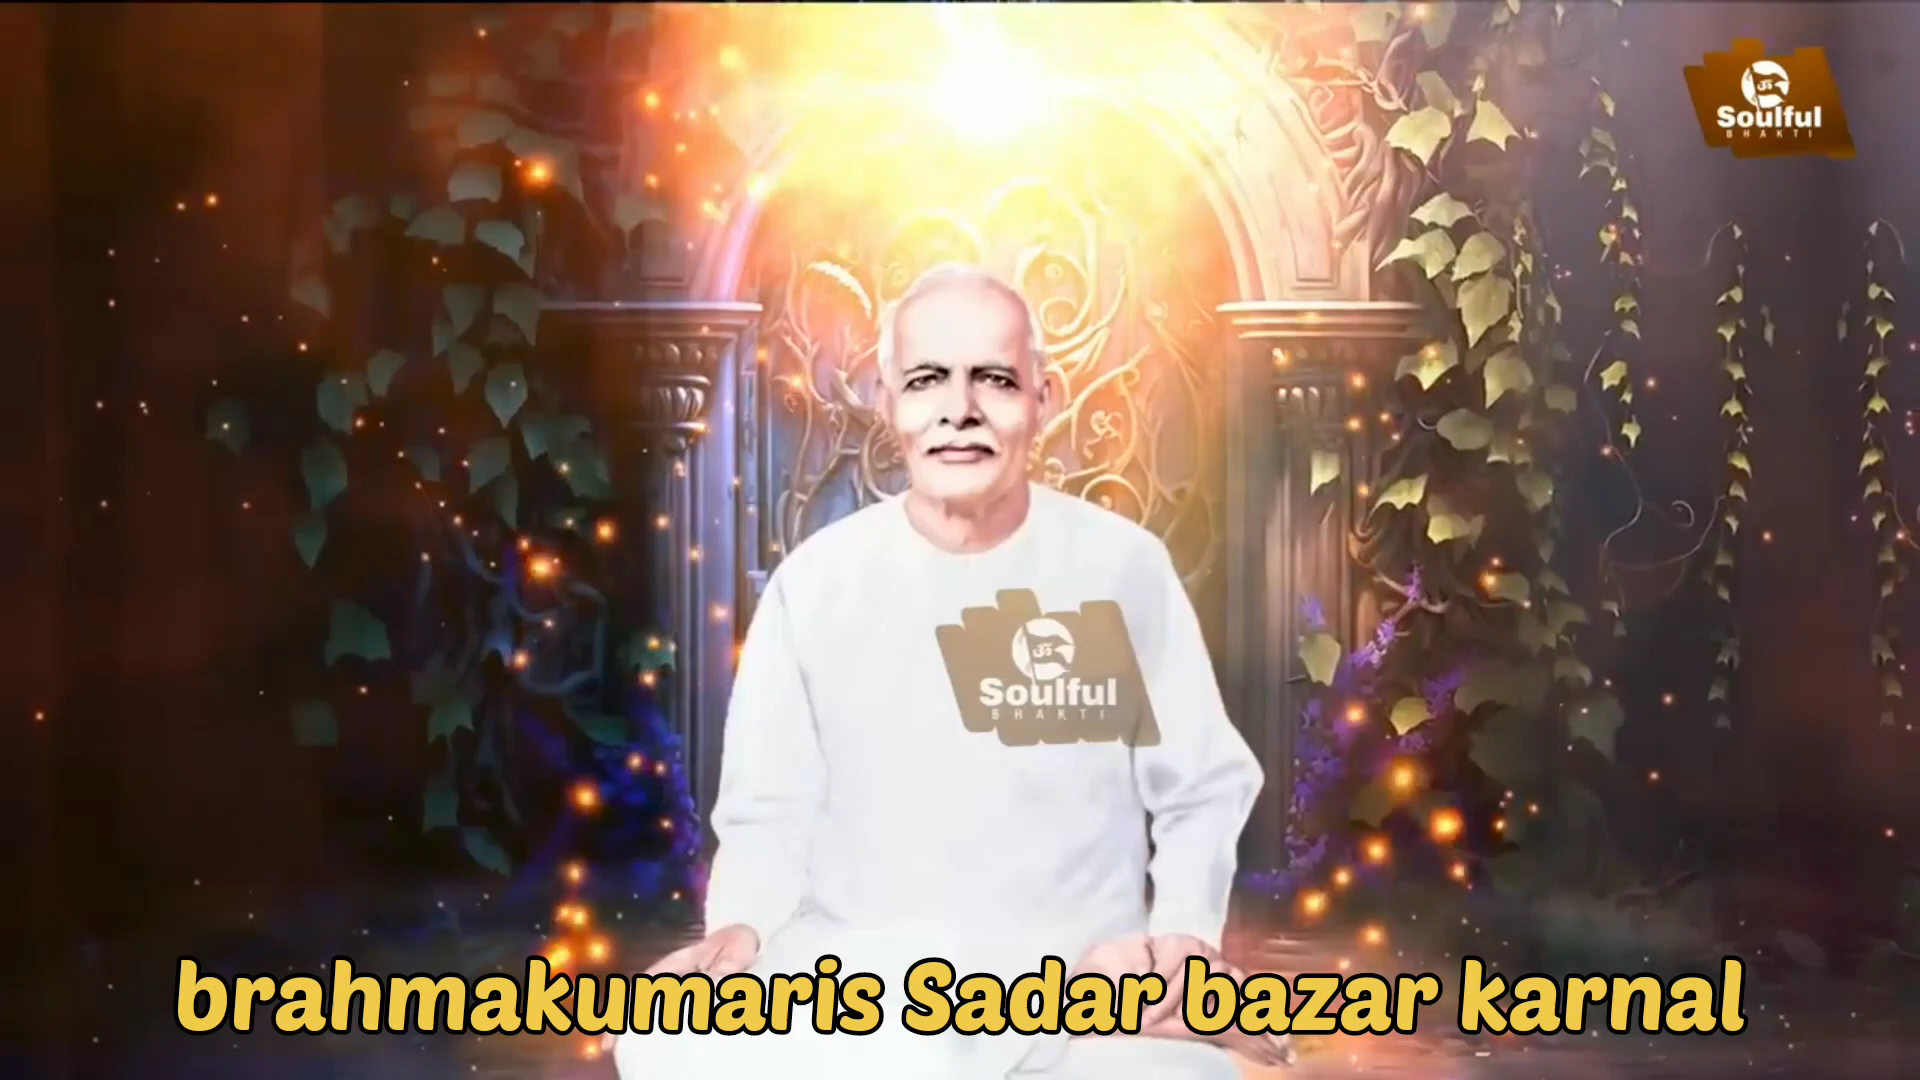 ॐ
Soulful
BHAKTI
ॐ
Soulful
BHAKTI
brahmakumaris Sadar bazar karnal